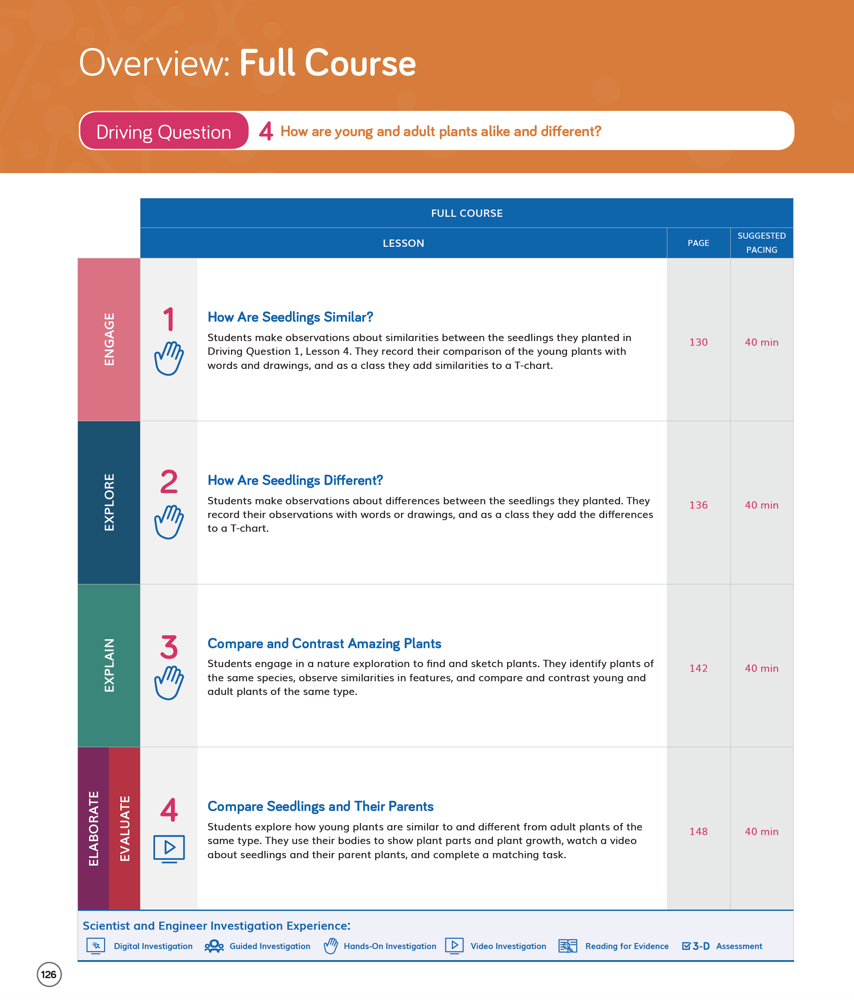 Overview: Full Course
Driving Question 4 How are young and adult plants alike and different?
FULL COURSE
LESSON PAGE SUGGESTED PACING
ENGAGE
1
How Are Seedlings Similar?
Students make observations about similarities between the seedlings they planted in
Driving Question 1, Lesson 4. They record their comparison of the young plants with
words and drawings, and as a class they add similarities to a T-chart.
130 40 min
EXPLORE
2
How Are Seedlings Different?
Students make observations about differences between the seedlings they planted. They
record their observations with words or drawings, and as a class they add the differences
to a T-chart.
136 40 min
EXPLAIN
3
Compare and Contrast Amazing Plants
Students engage in a nature exploration to find and sketch plants. They identify plants of
the same species, observe similarities in features, and compare and contrast young and
adult plants of the same type.
142 40 min
ELABORATE
EVALUATE
4
Compare Seedlings and Their Parents
Students explore how young plants are similar to and different from adult plants of the
same type. They use their bodies to show plant parts and plant growth, watch a video
about seedlings and their parent plants, and complete a matching task.
148 40 min
Scientist and Engineer Investigation Experience:
Digital Investigation Guided Investigation Hands-On Investigation Video Investigation Reading for Evidence 3-D Assessment
126